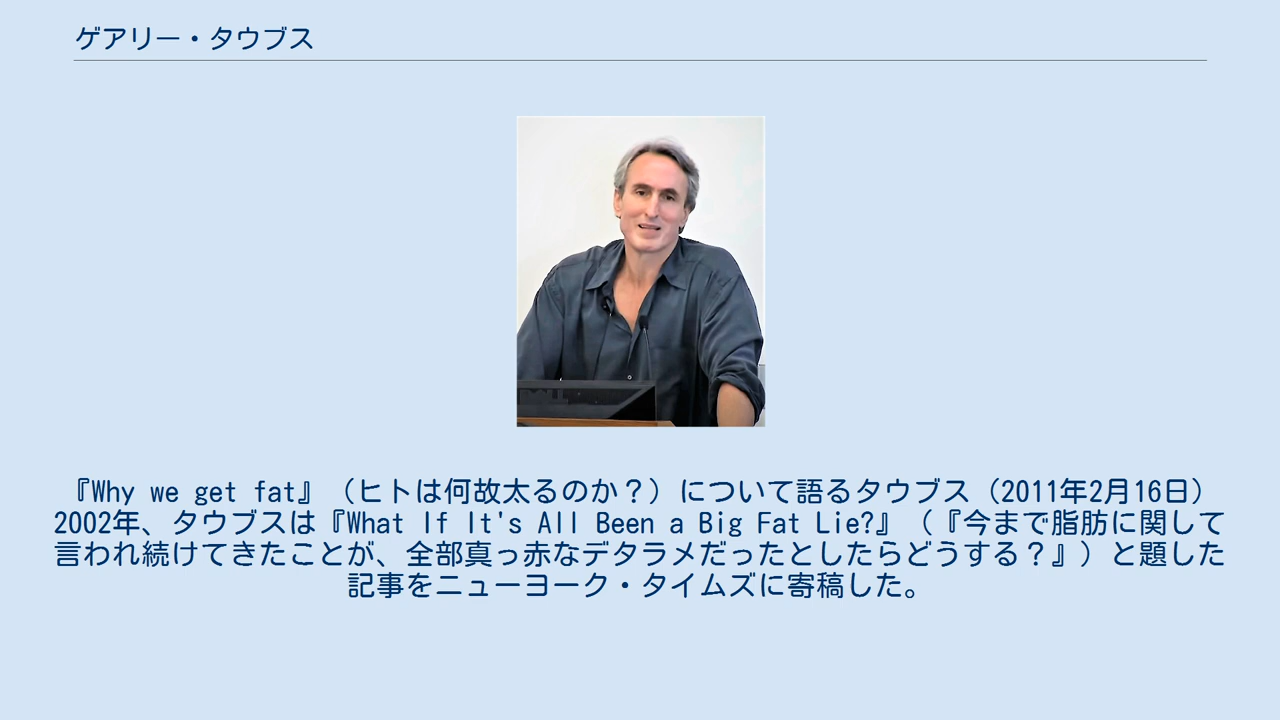 ゲアリー・タウブス
『Why we get fat』（ヒトは何故太るのか？）について語るタウブス（2011年2月16日）
2002年、タウブスは『What If It's All Been a Big Fat Lie?』（『今まで脂肪に関して
言われ続けてきたことが、全部真っ赤なデタラメだったとしたらどうする？』）と題した
記事をニューヨーク・タイムズに寄稿した。